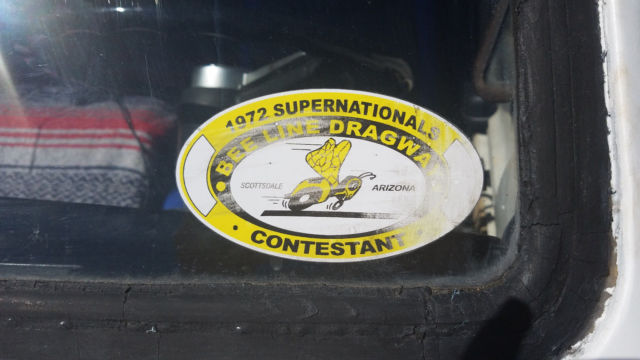 1972 SUPERNATIONALS
• BEE LINE DRAGWAY
SCOTTSDALE ARIZONA
• CONTESTANT